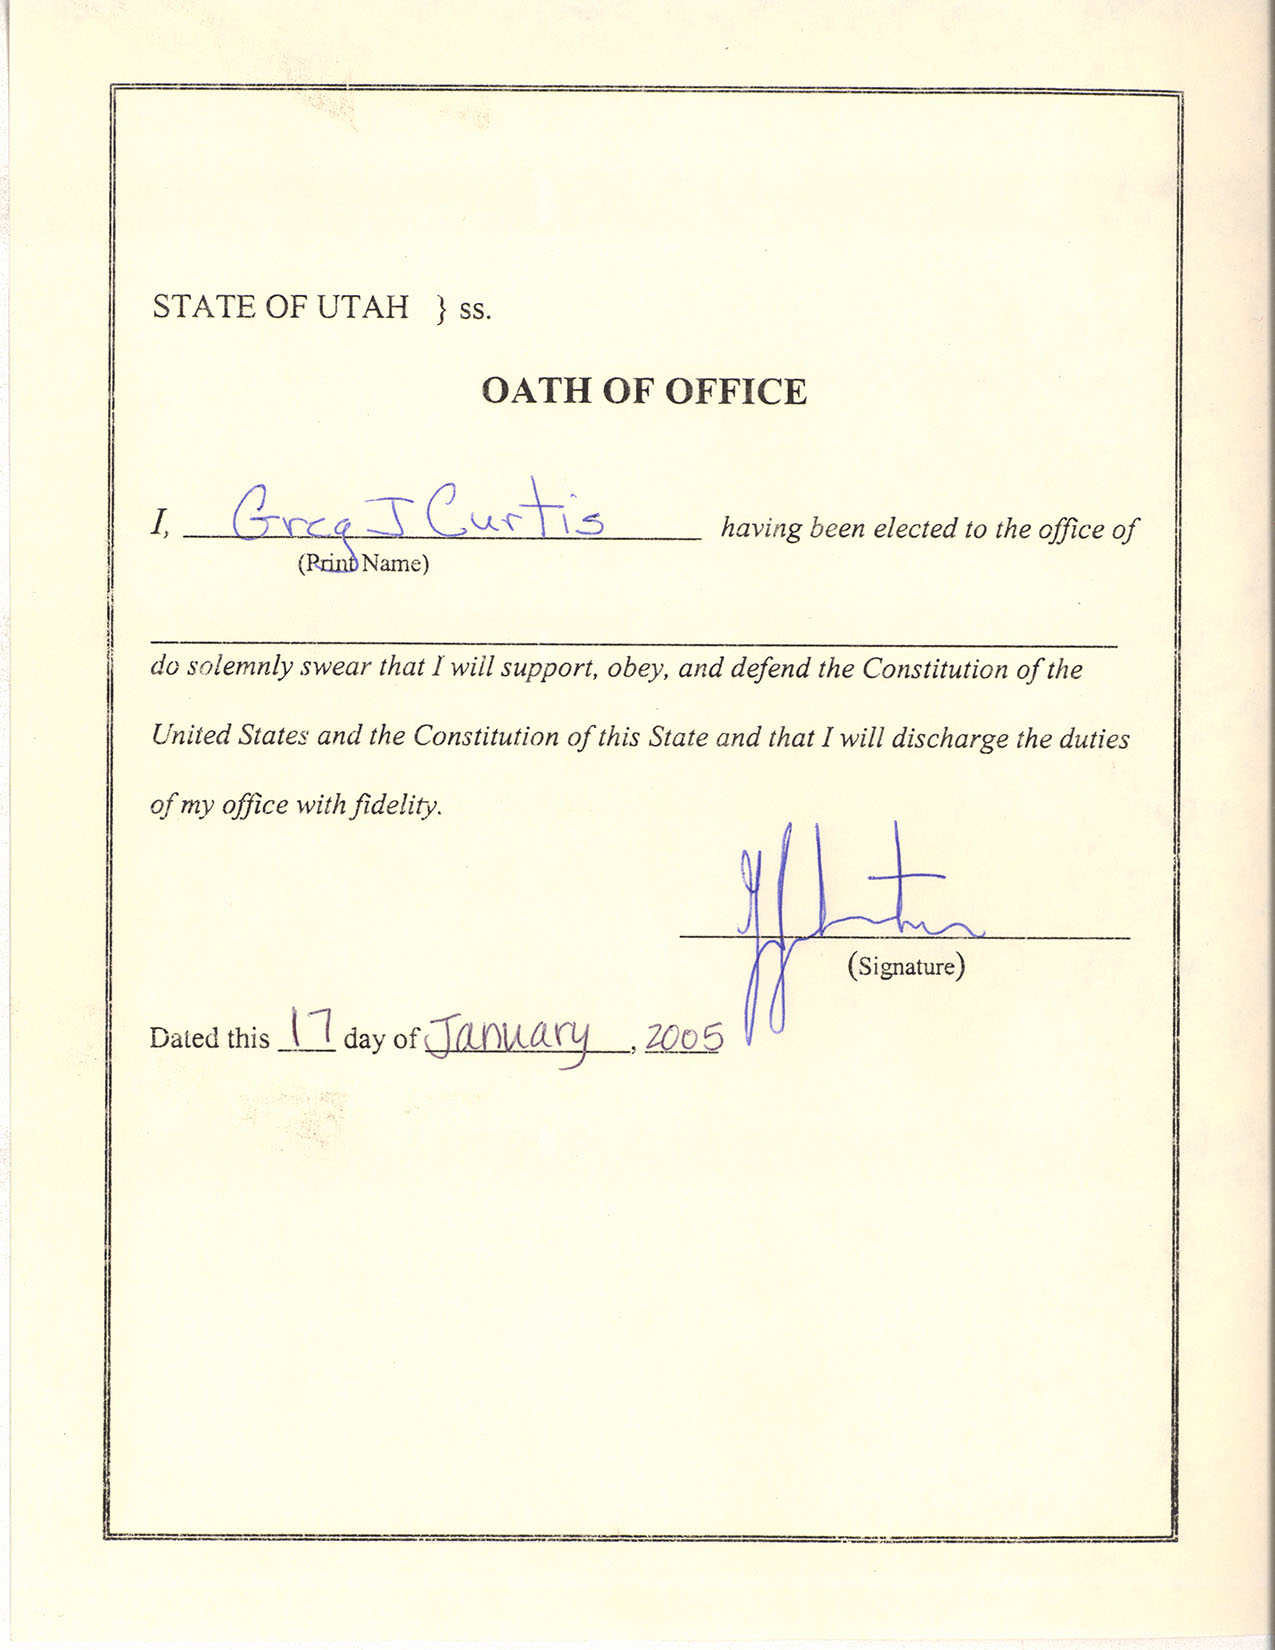 STATE OF UTAH } ss.
OATH OF OFFICE
I, Greg J Curtis having been elected to the office of
(Print Name)
do solemnly swear that I will support, obey, and defend the Constitution of the
United States and the Constitution of this State and that I will discharge the duties
of my office with fidelity.
(Signature)
Dated this 17 day of January, 2005